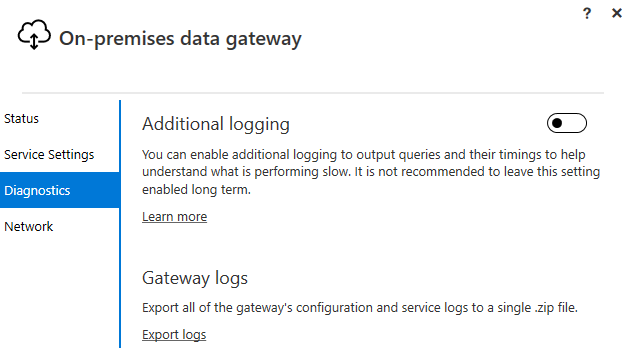 ? ×
On-premises data gateway
Status
Service Settings
Diagnostics
Network
Additional logging
You can enable additional logging to output queries and their timings to help
understand what is performing slow. It is not recommended to leave this setting
enabled long term.
Learn more
Gateway logs
Export all of the gateway's configuration and service logs to a single .zip file.
Export logs